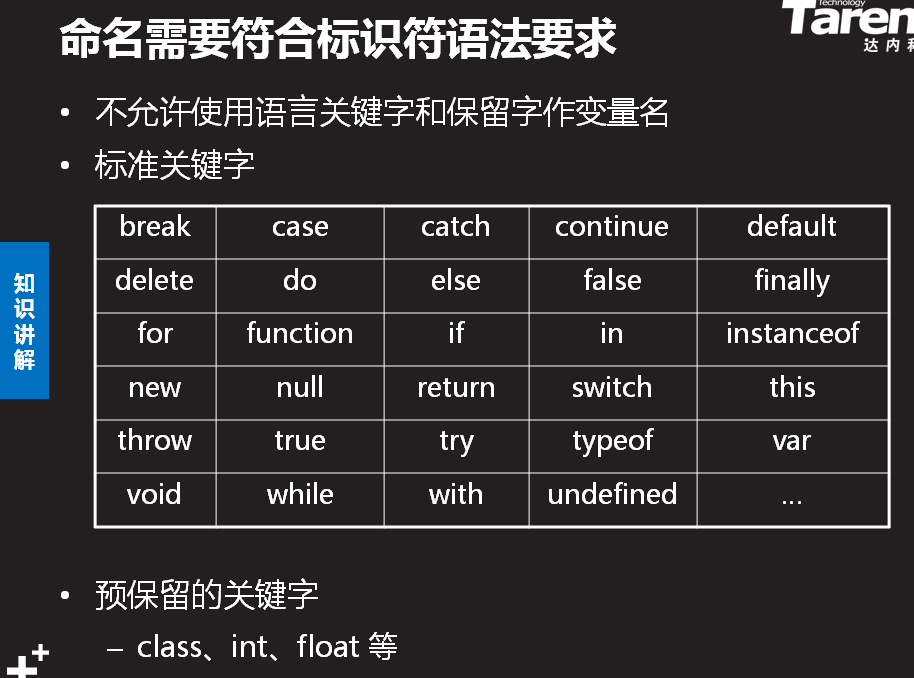 命名需要符合标识符语法要求
Technology
Taren
达内科
• 不允许使用语言关键字和保留字作变量名
• 标准关键字
break case catch continue default
delete do else false finally
for function if in instanceof
new null return switch this
throw true try typeof var
void while with undefined ...
知识讲解
• 预保留的关键字
– class、int、float 等